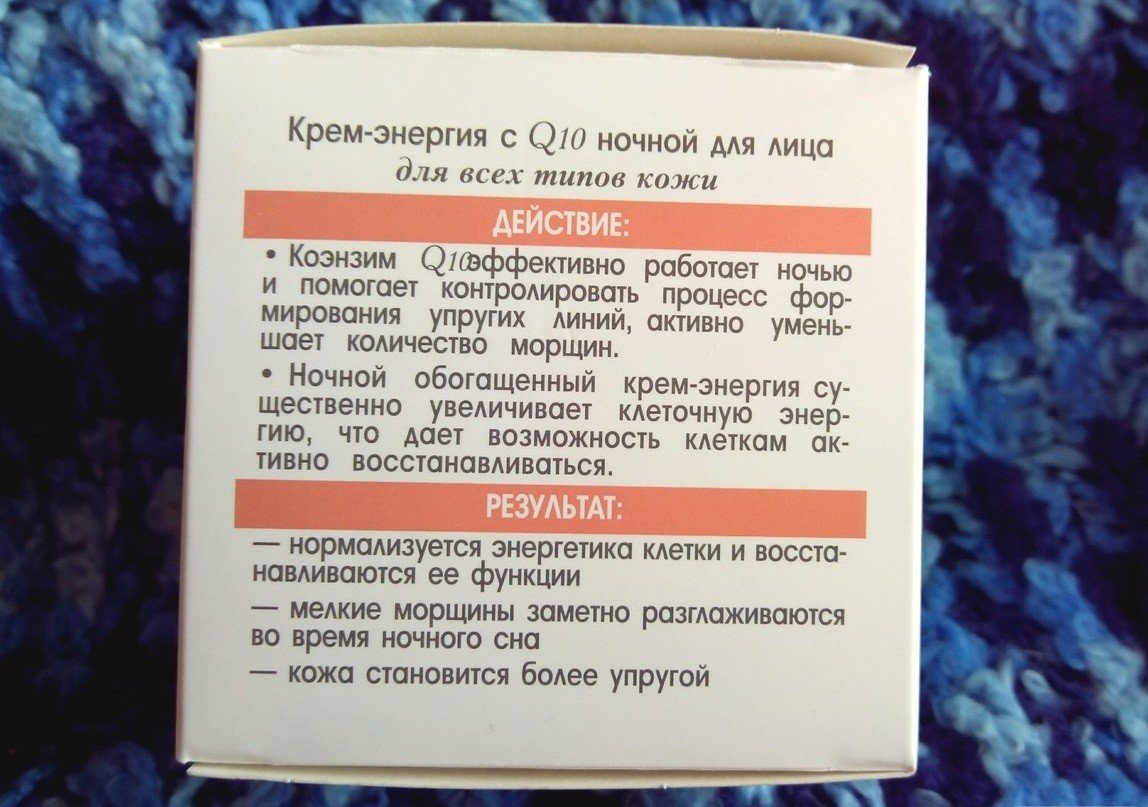 Крем-энергия с Q10 ночной для лица
для всех типов кожи
ДЕЙСТВИЕ:
• Коэнзим Q10эффективно работает ночью
и помогает контролировать процесс фор-
мирования упругих линий, активно умень-
шает количество морщин.
• Ночной обогащенный крем-энергия су-
щественно увеличивает клеточную энер-
гию, что дает возможность клеткам ак-
тивно восстанавливаться.
РЕЗУЛЬТАТ:
— нормализуется энергетика клетки и восста-
навливаются ее функции
— мелкие морщины заметно разглаживаются
во время ночного сна
— кожа становится более упругой